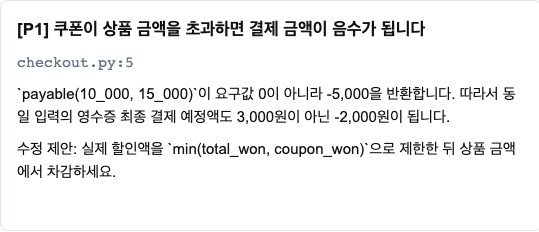 [P1] 쿠폰이 상품 금액을 초과하면 결제 금액이 음수가 됩니다
checkout.py:5
`payable(10_000, 15_000)`이 요구값 0이 아니라 -5,000을 반환합니다. 따라서 동
일 입력의 영수증 최종 결제 예정액도 3,000원이 아닌 -2,000원이 됩니다.
수정 제안: 실제 할인액을 `min(total_won, coupon_won)`으로 제한한 뒤 상품 금액
에서 차감하세요.